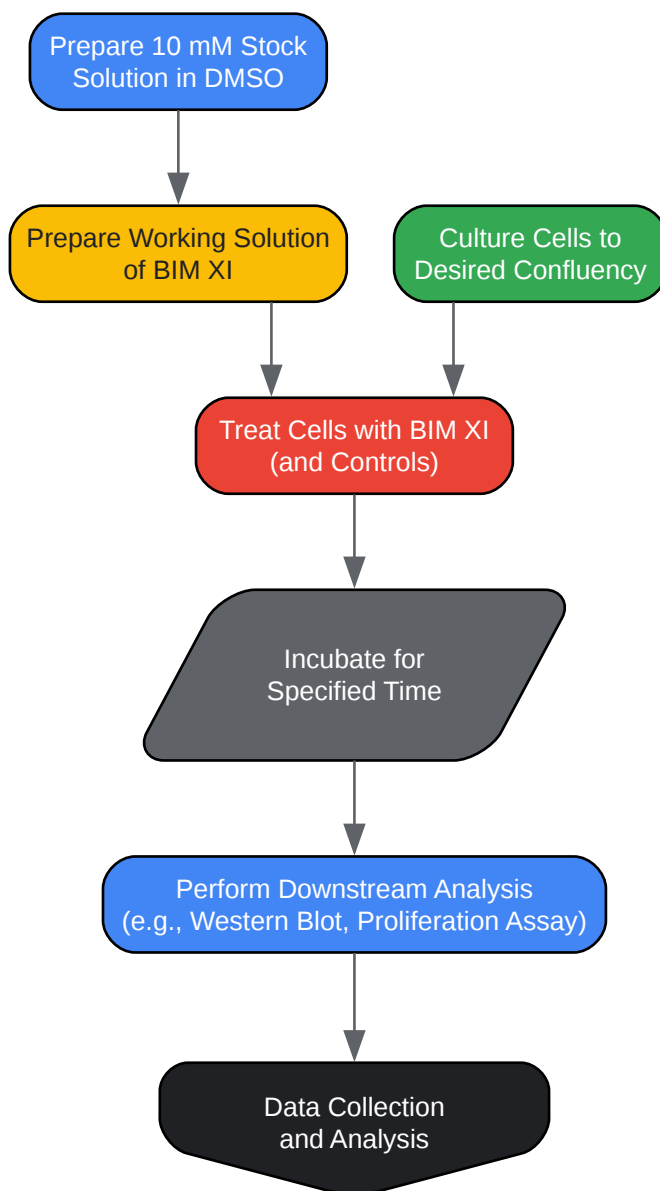 Prepare 10 mM Stock
Solution in DMSO
Prepare Working Solution
of BIM XI
Culture Cells to
Desired Confluency
Treat Cells with BIM XI
(and Controls)
Incubate for
Specified Time
Perform Downstream Analysis
(e.g., Western Blot, Proliferation Assay)
Data Collection
and Analysis